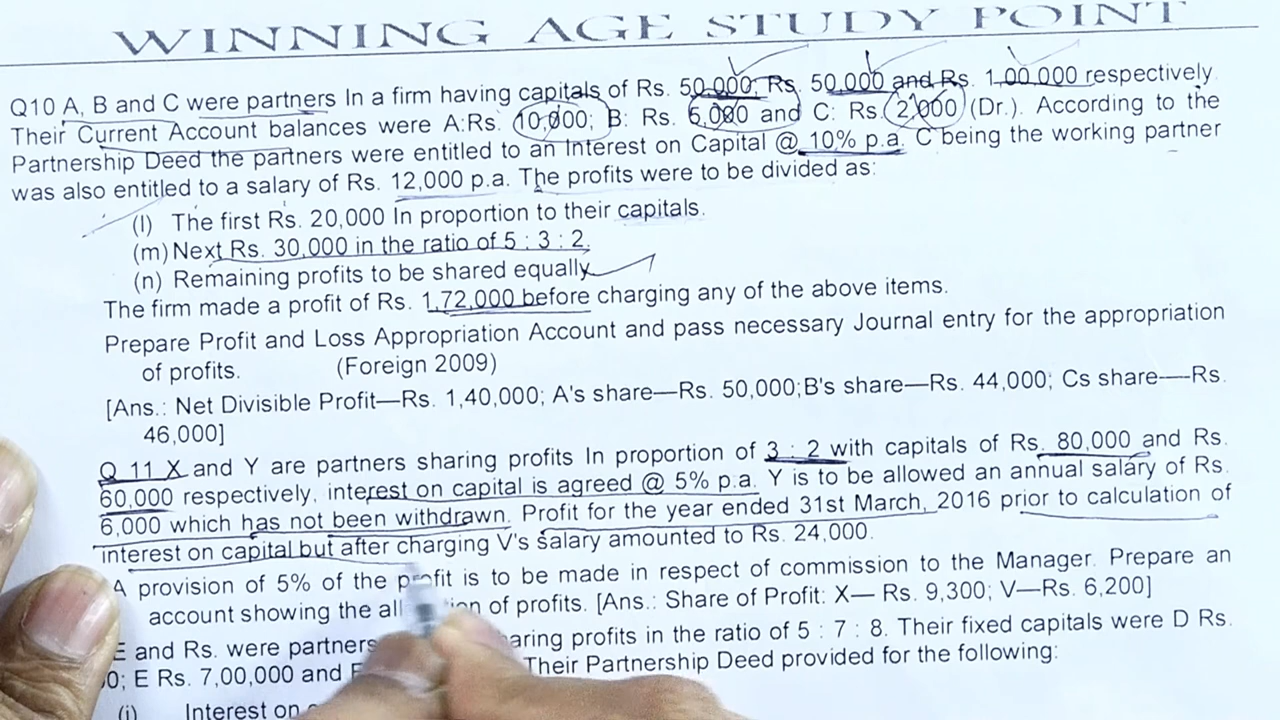 WINNING AGE STUDY POINT
Q10 A, B and C were partners In a firm having capitals of Rs. 50,000; Rs. 50,000 and Rs. 1,00,000 respectively.
Their Current Account balances were A:Rs. 10,000; B: Rs. 6,000 and C: Rs. 2,000 (Dr.). According to the
Partnership Deed the partners were entitled to an Interest on Capital @ 10% p.a. C being the working partner
was also entitled to a salary of Rs. 12,000 p.a. The profits were to be divided as:
(l) The first Rs. 20,000 In proportion to their capitals.
(m) Next Rs. 30,000 in the ratio of 5 : 3 : 2.
(n) Remaining profits to be shared equally
The firm made a profit of Rs. 1,72,000 before charging any of the above items.
Prepare Profit and Loss Appropriation Account and pass necessary Journal entry for the appropriation
of profits. (Foreign 2009)
[Ans.: Net Divisible Profit—Rs. 1,40,000; A's share—Rs. 50,000;B's share—Rs. 44,000; Cs share-—Rs.
46,000]
Q 11 X and Y are partners sharing profits In proportion of 3 : 2 with capitals of Rs. 80,000 and Rs.
60,000 respectively, interest on capital is agreed @ 5% p.a. Y is to be allowed an annual salary of Rs.
6,000 which has not been withdrawn. Profit for the year ended 31st March, 2016 prior to calculation of
interest on capital but after charging V's salary amounted to Rs. 24,000.
A provision of 5% of the profit is to be made in respect of commission to the Manager. Prepare an
account showing the of profits. [Ans.: Share of Profit: X— Rs. 9,300; V—Rs. 6,200]
E and Rs. were partners profits in the ratio of 5 : 7 : 8. Their fixed capitals were D Rs.
E Rs. 7,00,000 and Their Partnership Deed provided for the following:
(i) Interest on